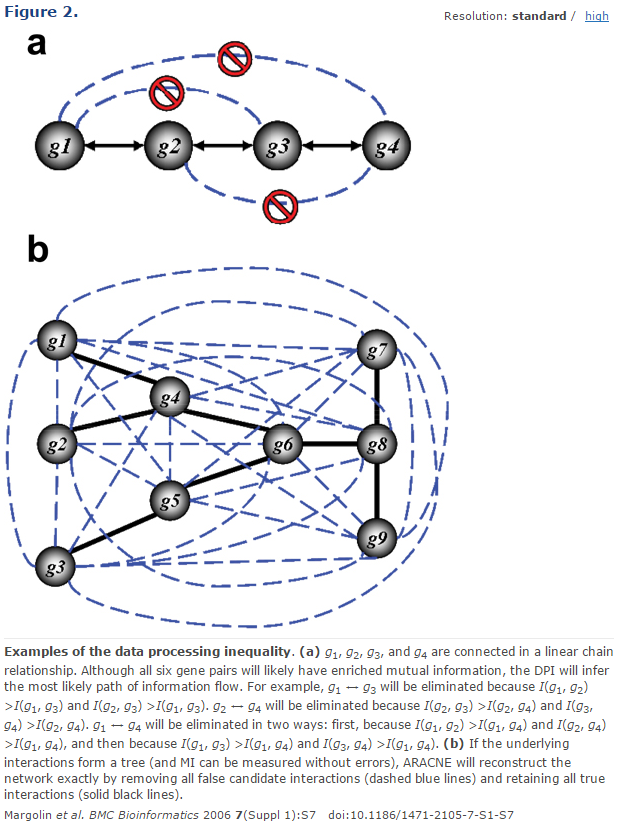 Figure 2.
Resolution: standard / high
a
g1 g2 g3 g4
b
g1
g7
g4
g2
g6
g8
g5
g9
g3
Examples of the data processing inequality. (a) g1, g2, g3, and g4 are connected in a linear chain
relationship. Although all six gene pairs will likely have enriched mutual information, the DPI will infer
the most likely path of information flow. For example, g1 ↔ g3 will be eliminated because I(g1, g2)
>I(g1, g3) and I(g2, g3) >I(g1, g3). g2 ↔ g4 will be eliminated because I(g2, g3) >I(g2, g4) and I(g3,
g4) >I(g2, g4). g1 ↔ g4 will be eliminated in two ways: first, because I(g1, g2) >I(g1, g4) and I(g2, g4)
>I(g1, g4), and then because I(g1, g3) >I(g1, g4) and I(g3, g4) >I(g1, g4). (b) If the underlying
interactions form a tree (and MI can be measured without errors), ARACNE will reconstruct the
network exactly by removing all false candidate interactions (dashed blue lines) and retaining all true
interactions (solid black lines).
Margolin et al. BMC Bioinformatics 2006 7(Suppl 1):S7 doi:10.1186/1471-2105-7-S1-S7